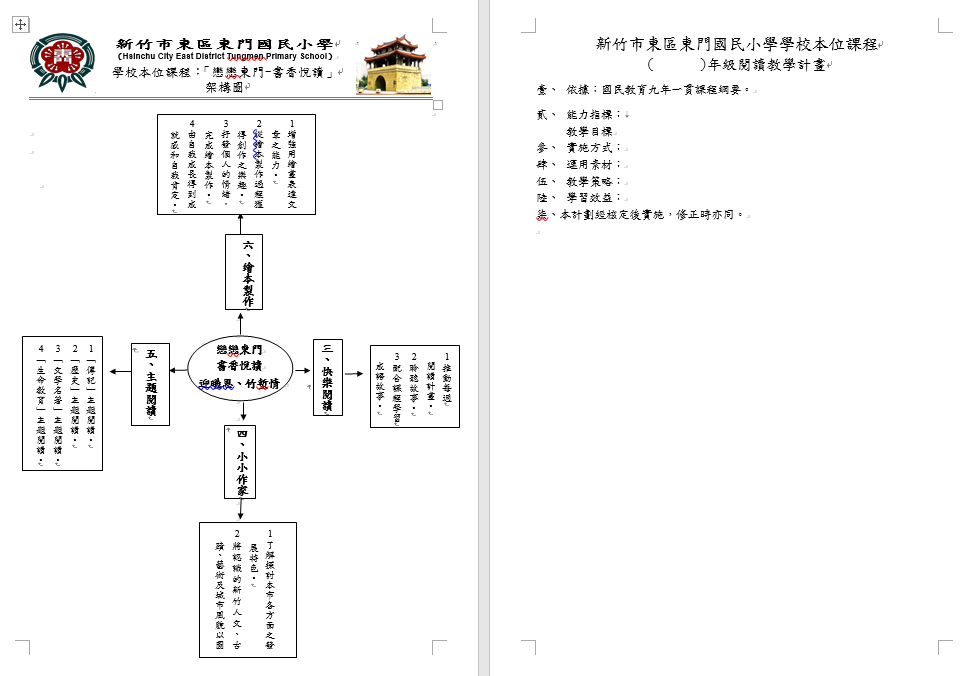 新竹市東區東門國民小學
(Hsinchu City East District Tungmen Primary School)
學校本位課程：「戀戀東門-書香悅讀」
架構圖
1 增強用繪畫表達文
章之能力。
2 從繪本製作過程獲
得創作之樂趣。
3 抒發個人的情緒，
完成繪本製作。
4 由自我成長得到成
就感和自我肯定。
六、繪本製作
戀戀東門
書香悅讀
迎曦界、竹塹情
三、快樂閱讀
1 推動每週
閱讀計畫。
2 聆聽故事。
3 配合課程學習
成語故事。
五、主題閱讀
1「傳記」主題閱讀。
2「歷史」主題閱讀。
3「文學名著」主題閱讀。
4「生命教育」主題閱讀。
四、小小作家
1 了解探討本市各方面之發
展特色。
2 將認識的新竹人文、古
蹟、藝術及城市風貌以圖
新竹市東區東門國民小學學校本位課程
(      )年級閱讀教學計畫
壹、 依據：國民教育九年一貫課程綱要。
貳、 能力指標：
教學目標
參、 實施方式：
肆、 運用素材：
伍、 教學策略：
陸、 學習效益：
柒、本計劃經核定後實施，修正時亦同。